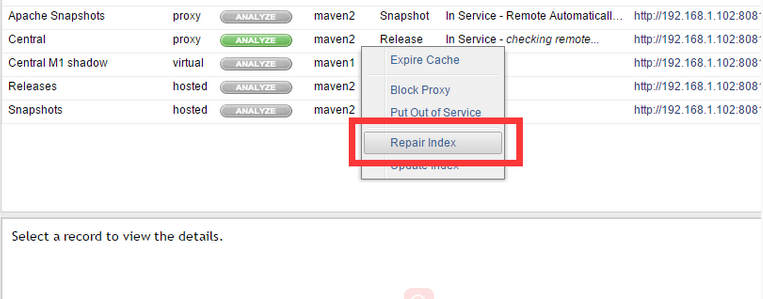 Apache Snapshots proxy ANALYZE maven2 Snapshot In Service - Remote Automaticall... http://192.168.1.102:8081
Central proxy ANALYZE maven2 Release In Service - checking remote... http://192.168.1.102:8081
Central M1 shadow virtual ANALYZE maven1 http://192.168.1.102:8081
Releases hosted ANALYZE maven2 http://192.168.1.102:8081
Snapshots hosted ANALYZE maven2 http://192.168.1.102:8081
Expire Cache
Block Proxy
Put Out of Service
Repair Index
Update Index
Select a record to view the details.